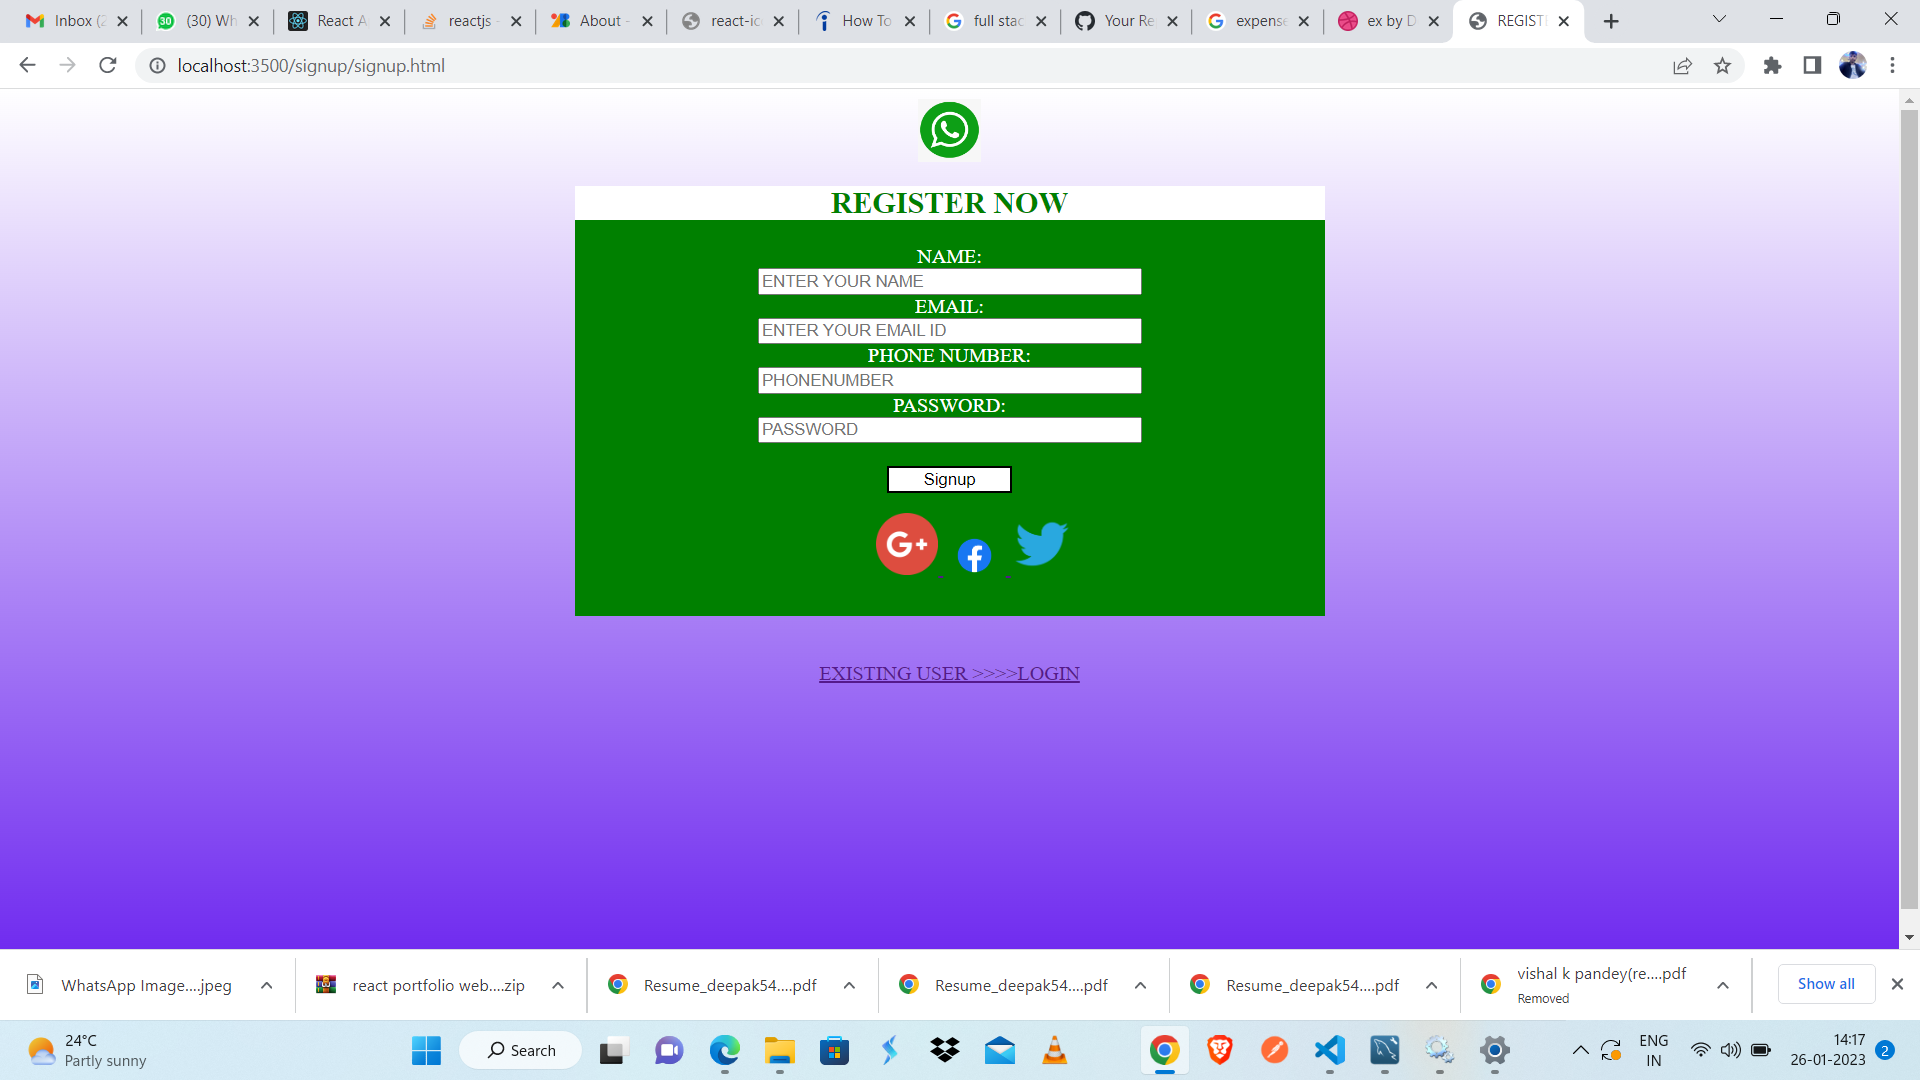 Inbox (2
(30) Wh
React A
reactjs -
About -
react-ic
How To
full stac
Your Re
expense
ex by D
REGIST
localhost:3500/signup/signup.html
REGISTER NOW
NAME:
ENTER YOUR NAME
EMAIL:
ENTER YOUR EMAIL ID
PHONE NUMBER:
PHONENUMBER
PASSWORD:
PASSWORD
Signup
G+
EXISTING USER >>>>LOGIN
WhatsApp Image....jpeg
react portfolio web....zip
Resume_deepak54....pdf
Resume_deepak54....pdf
Resume_deepak54....pdf
vishal k pandey(re....pdf
Removed
Show all
24°C
Partly sunny
Search
ENG
IN
14:17
26-01-2023
2